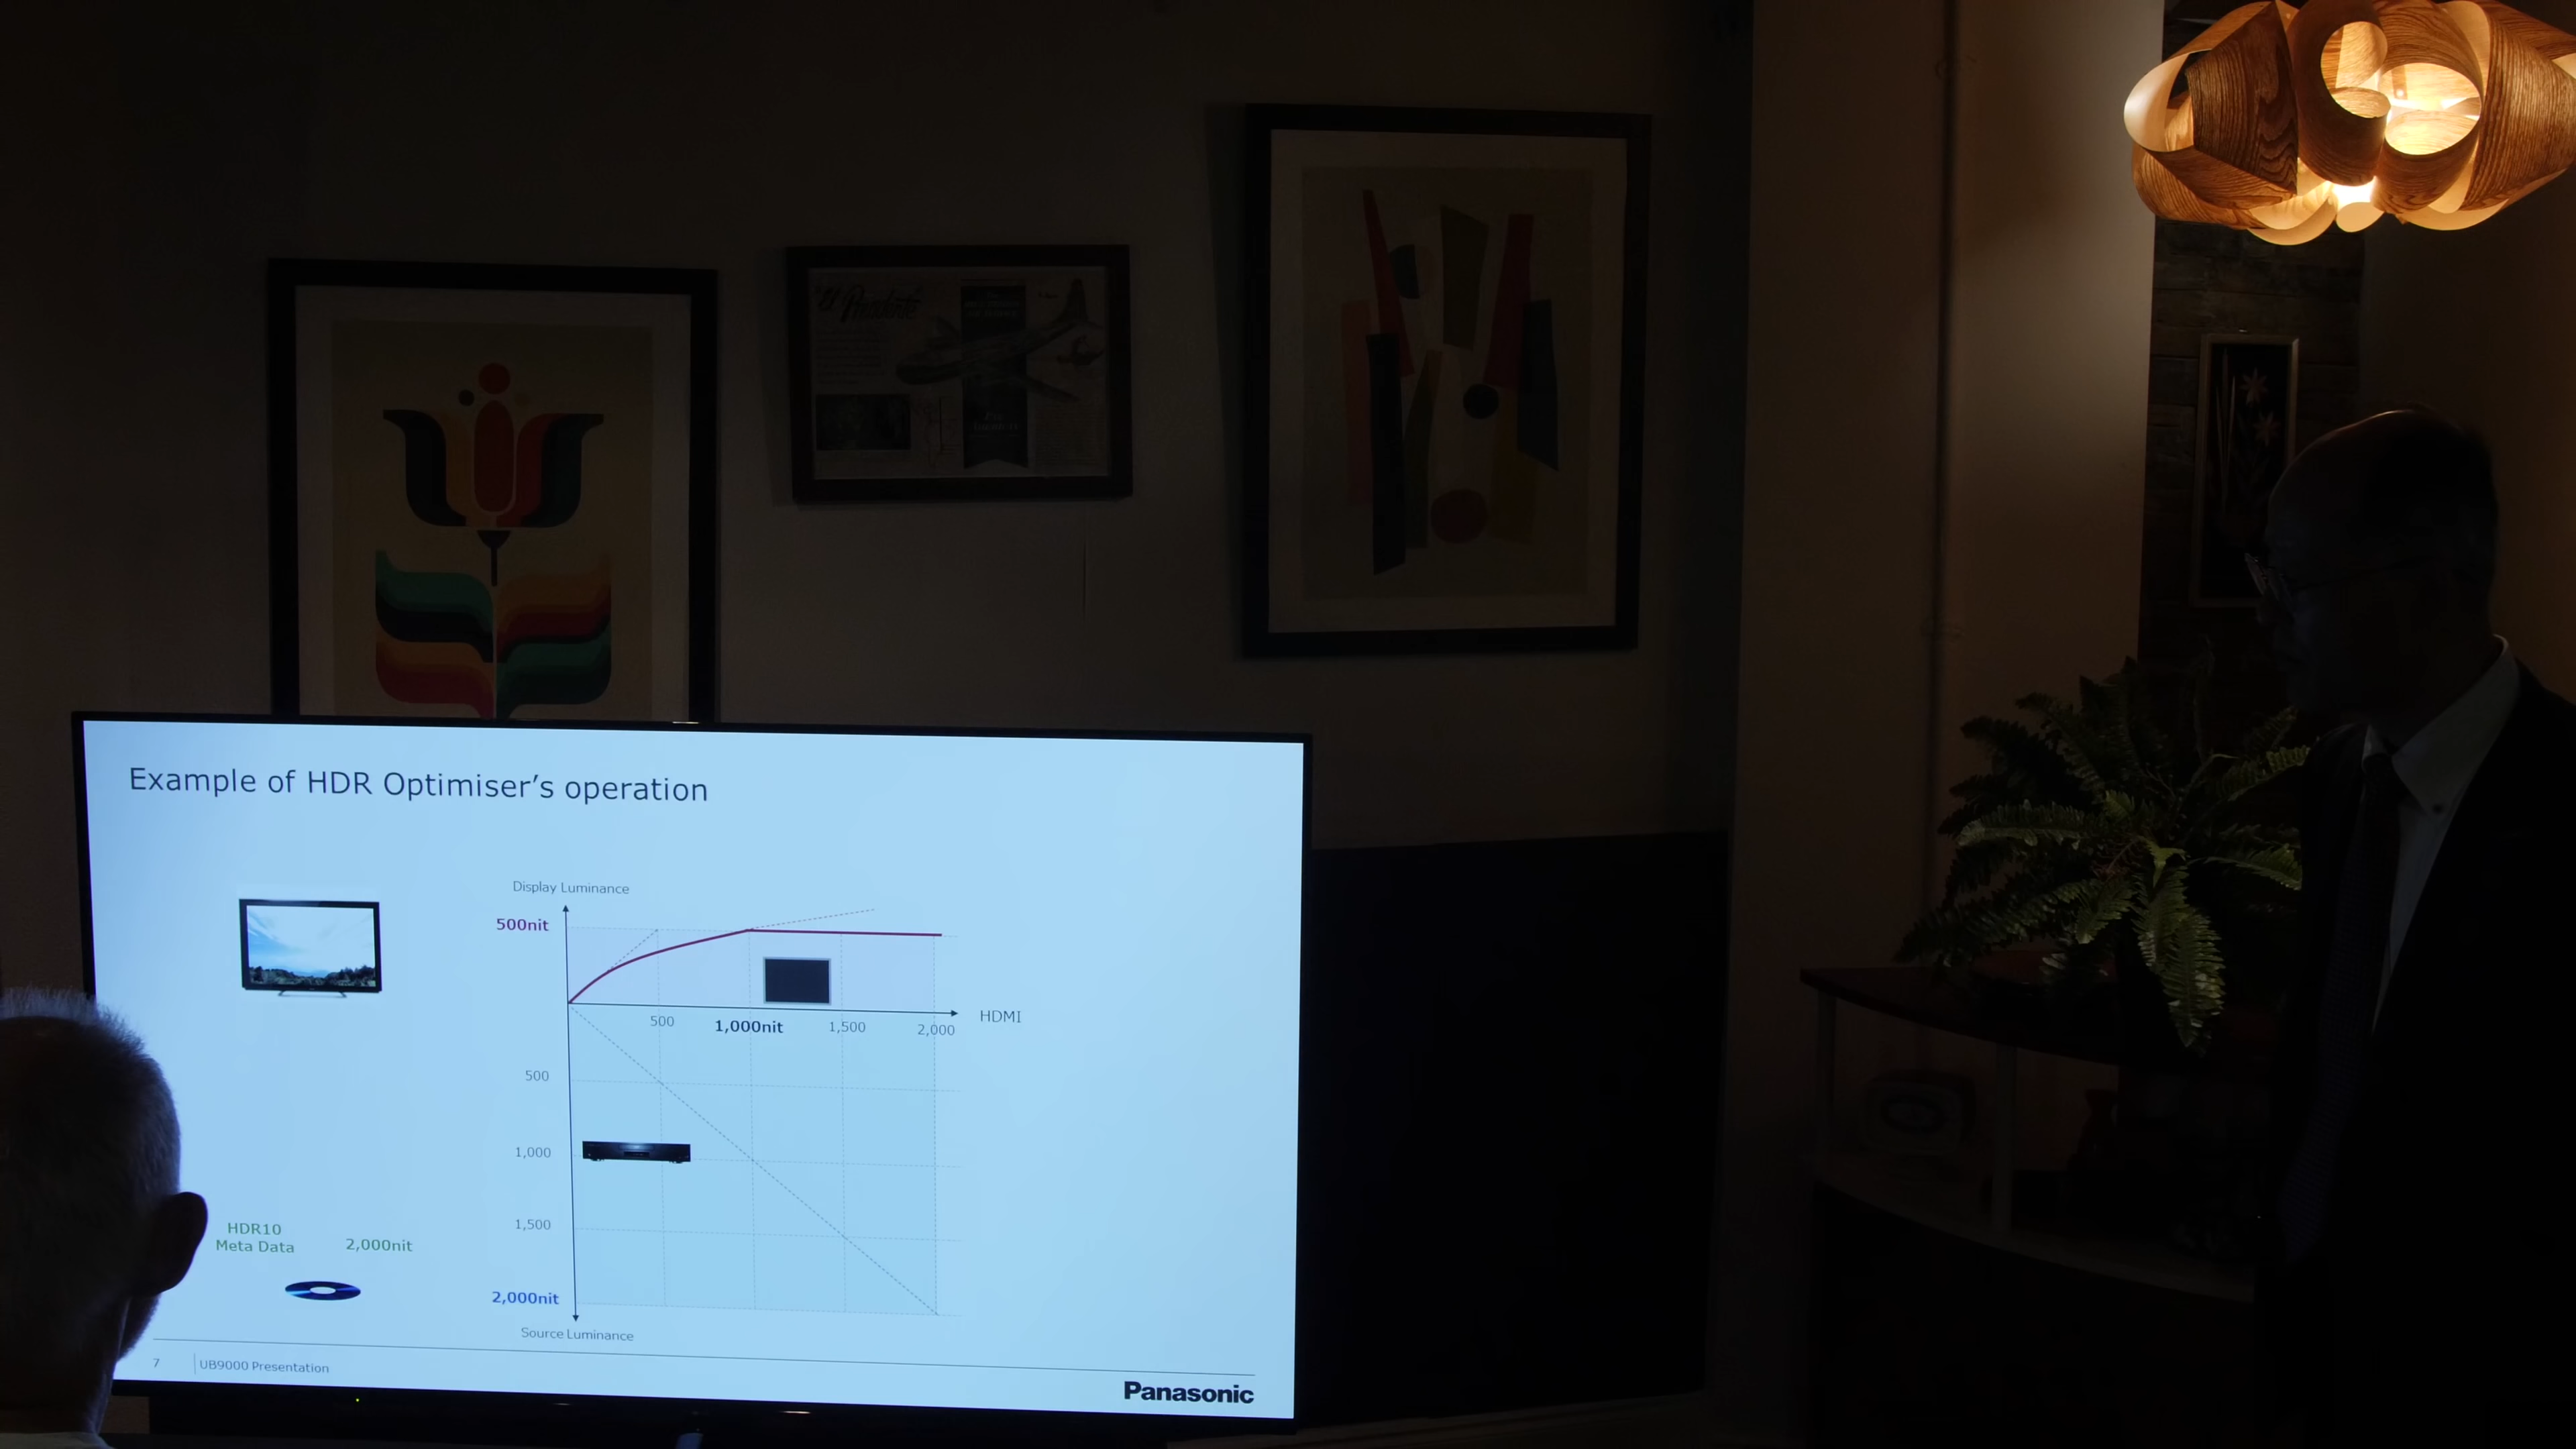 Example of HDR Optimiser's operation
Display Luminance
500nit
HDMI
500
1,000nit
1,500
2,000
500
1,000
1,500
2,000nit
Source Luminance
HDR10
Meta Data
2,000nit
7
UB9000 Presentation
Panasonic